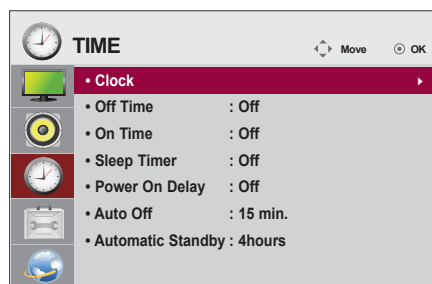 TIME
Move OK
• Clock
• Off Time : Off
• On Time : Off
• Sleep Timer : Off
• Power On Delay : Off
• Auto Off : 15 min.
• Automatic Standby : 4hours